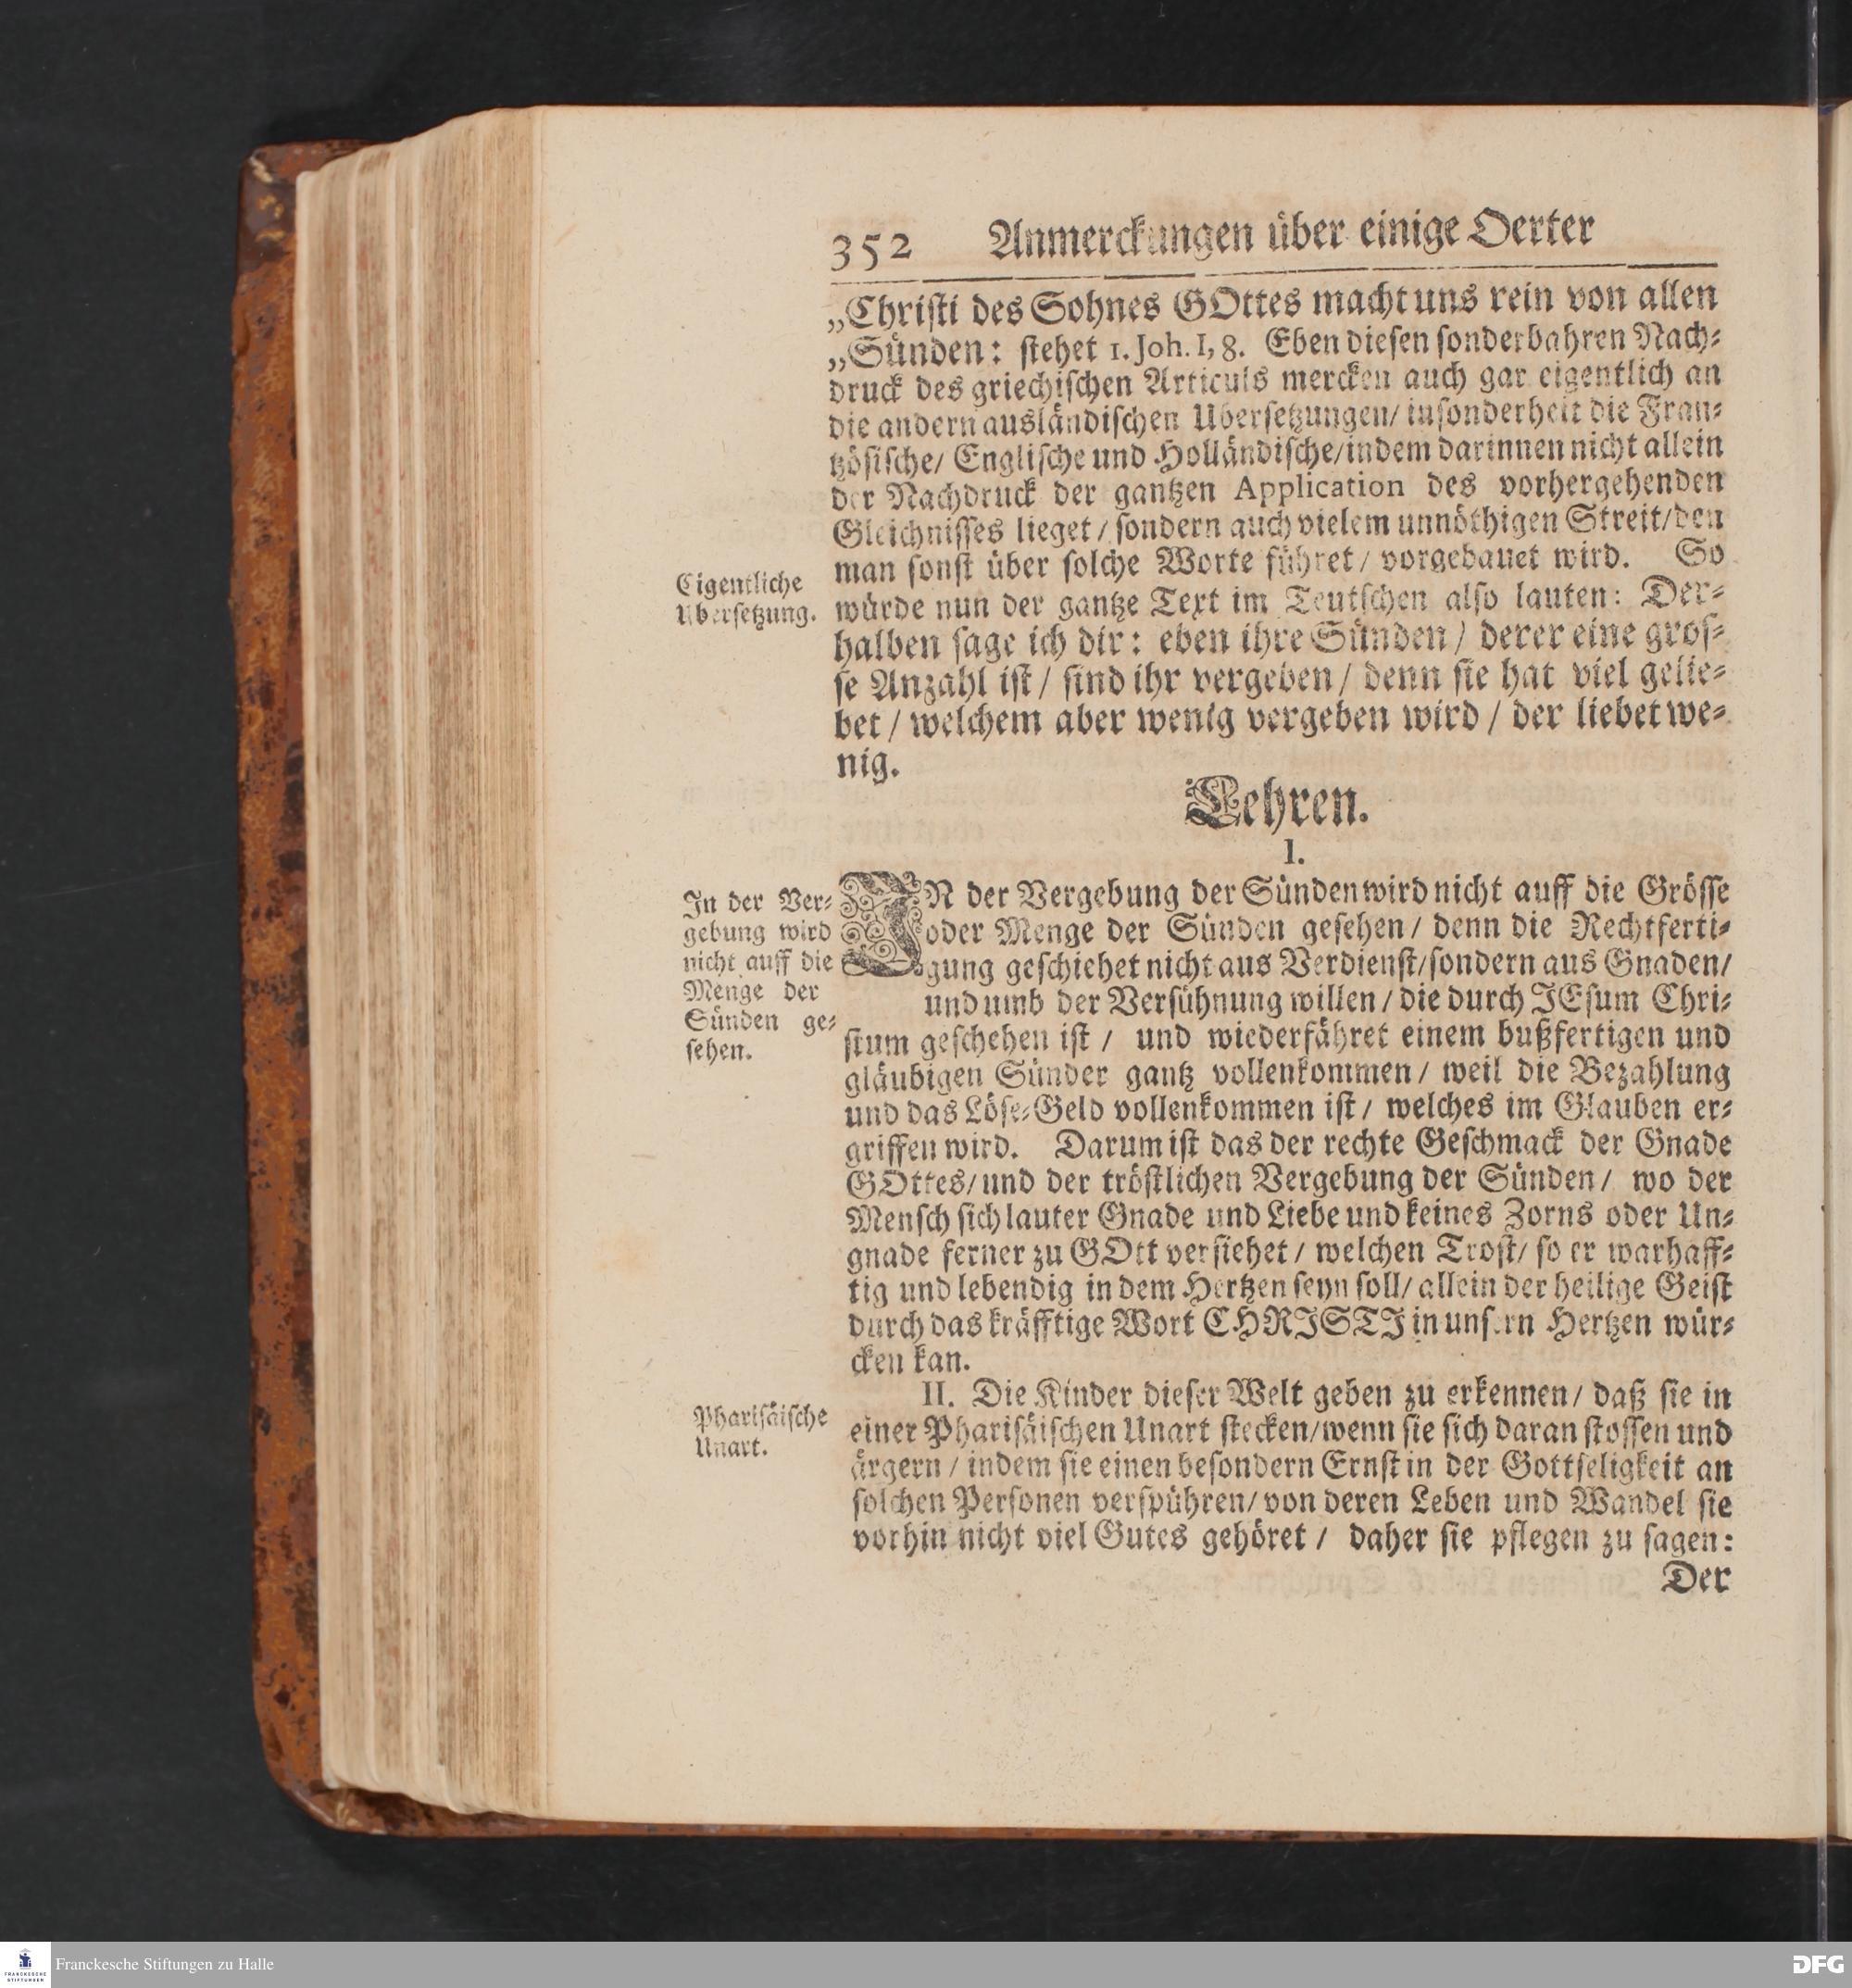 352 Anmerckungen über einige Oerter
„Chriſti des Sohnes GOttes macht uns rein von allen
„Sünden: ſtehet 1. Joh. I, 8. Eben dieſen ſonderbahren Nach⸗
druck des griechiſchen Articuls mercken auch gar eigentlich an
die andern ausländiſchen Uberſetzungen/ inſonderheit die Fran⸗
tzöſiſche/ Engliſche und Holländiſche/ indem darinnen nicht allein
der Nachdruck der gantzen Application des vorhergehenden
Gleichniſſes lieget/ ſondern auch vielem unnöthigen Streit/ den
man ſonſt über ſolche Worte führet/ vorgebauet wird. So
Eigentliche
Uberſetzung.
würde nun der gantze Text im Teutſchen alſo lauten: Der⸗
halben ſage ich dir: eben ihre Sünden/ derer eine groſ⸗
ſe Anzahl iſt/ ſind ihr vergeben/ denn ſie hat viel gelie⸗
bet/ welchem aber wenig vergeben wird/ der liebet we⸗
nig.
Lehren.
I.
In der Ver⸗
gebung wird
nicht auff die
Menge der
Sünden ge⸗
ſehen.
IN der Vergebung der Sünden wird nicht auff die Gröſſe
oder Menge der Sünden geſehen/ denn die Rechtferti⸗
gung geſchiehet nicht aus Verdienſt/ ſondern aus Gnaden/
und umb der Verſühnung willen/ die durch JEſum Chri⸗
ſtum geſchehen iſt/ und wiederfähret einem bußfertigen und
gläubigen Sünder gantz vollenkommen/ weil die Bezahlung
und das Löſe⸗Geld vollenkommen iſt/ welches im Glauben er⸗
griffen wird. Darum iſt das der rechte Geſchmack der Gnade
GOttes/ und der tröſtlichen Vergebung der Sünden/ wo der
Menſch ſich lauter Gnade und Liebe und keines Zorns oder Un⸗
gnade ferner zu GOtt verſiehet/ welchen Troſt/ ſo er warhaff⸗
tig und lebendig in dem Hertzen ſeyn ſoll/ allein der heilige Geiſt
durch das kräfftige Wort CHRISTI in unſern Hertzen wür⸗
cken kan.
Phariſäiſche
Unart.
II. Die Kinder dieſer Welt geben zu erkennen/ daß ſie in
einer Phariſäiſchen Unart ſtecken/ wenn ſie ſich daran ſtoſſen und
ärgern/ indem ſie einen beſondern Ernſt in der Gottſeligkeit an
ſolchen Perſonen verſpühren/ von deren Leben und Wandel ſie
vorhin nicht viel Gutes gehöret/ daher ſie pflegen zu ſagen:
Der
FRANCKESCHE
STIFTUNGEN
Franckesche Stiftungen zu Halle
DFG